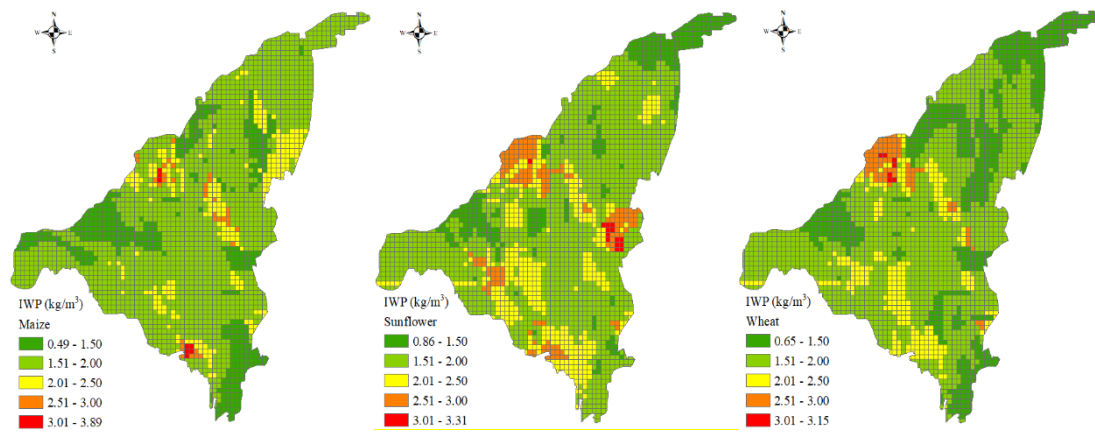 N
W E
S
IWP (kg/m³)
Maize
0.49 - 1.50
1.51 - 2.00
2.01 - 2.50
2.51 - 3.00
3.01 - 3.89
N
W E
S
IWP (kg/m³)
Sunflower
0.86 - 1.50
1.51 - 2.00
2.01 - 2.50
2.51 - 3.00
3.01 - 3.31
N
W E
S
IWP (kg/m³)
Wheat
0.65 - 1.50
1.51 - 2.00
2.01 - 2.50
2.51 - 3.00
3.01 - 3.15